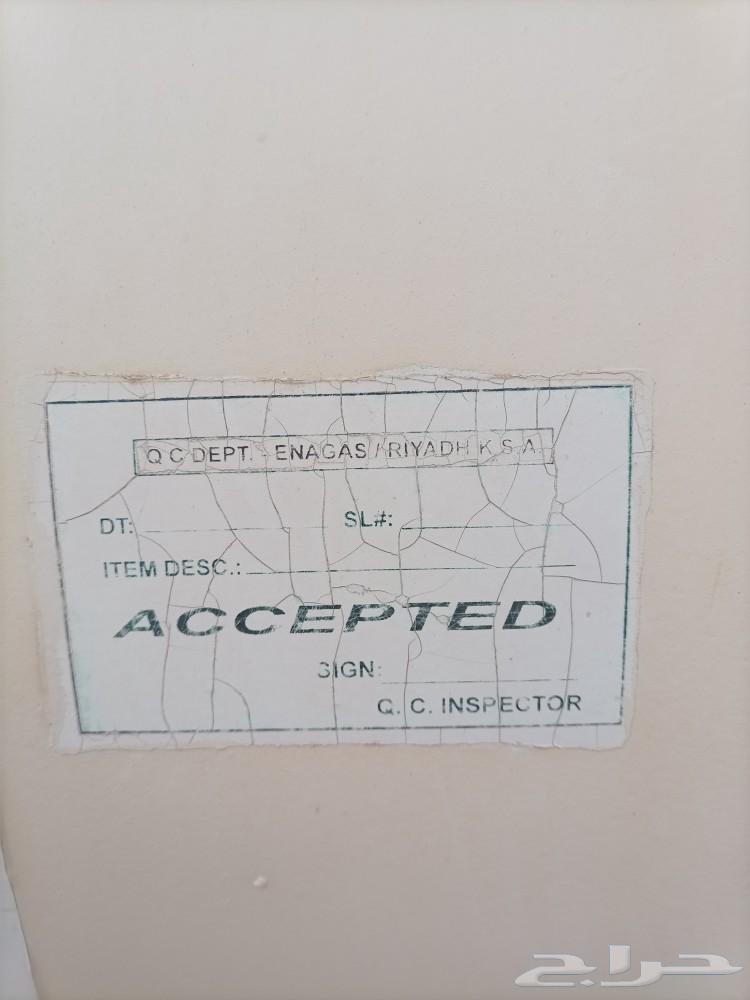 Q C DEPT. - ENAGAS / RIYADH K.S.A.
DT: SL#:
ITEM DESC.:
ACCEPTED
SIGN:
Q. C. INSPECTOR
حراج